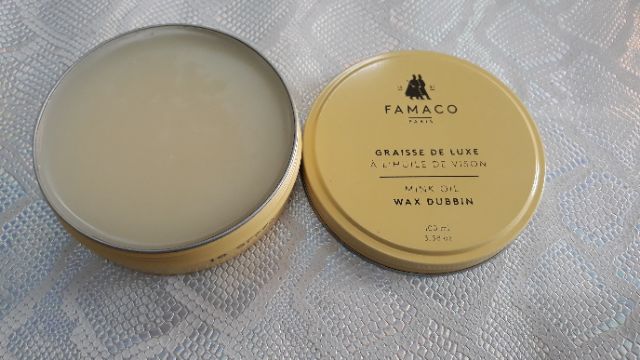 FAMACO
PARIS
GRAISSE DE LUXE
À L'HUILE DE VISON
MINK OIL
WAX DUBBIN
100 ml
3.38 oz